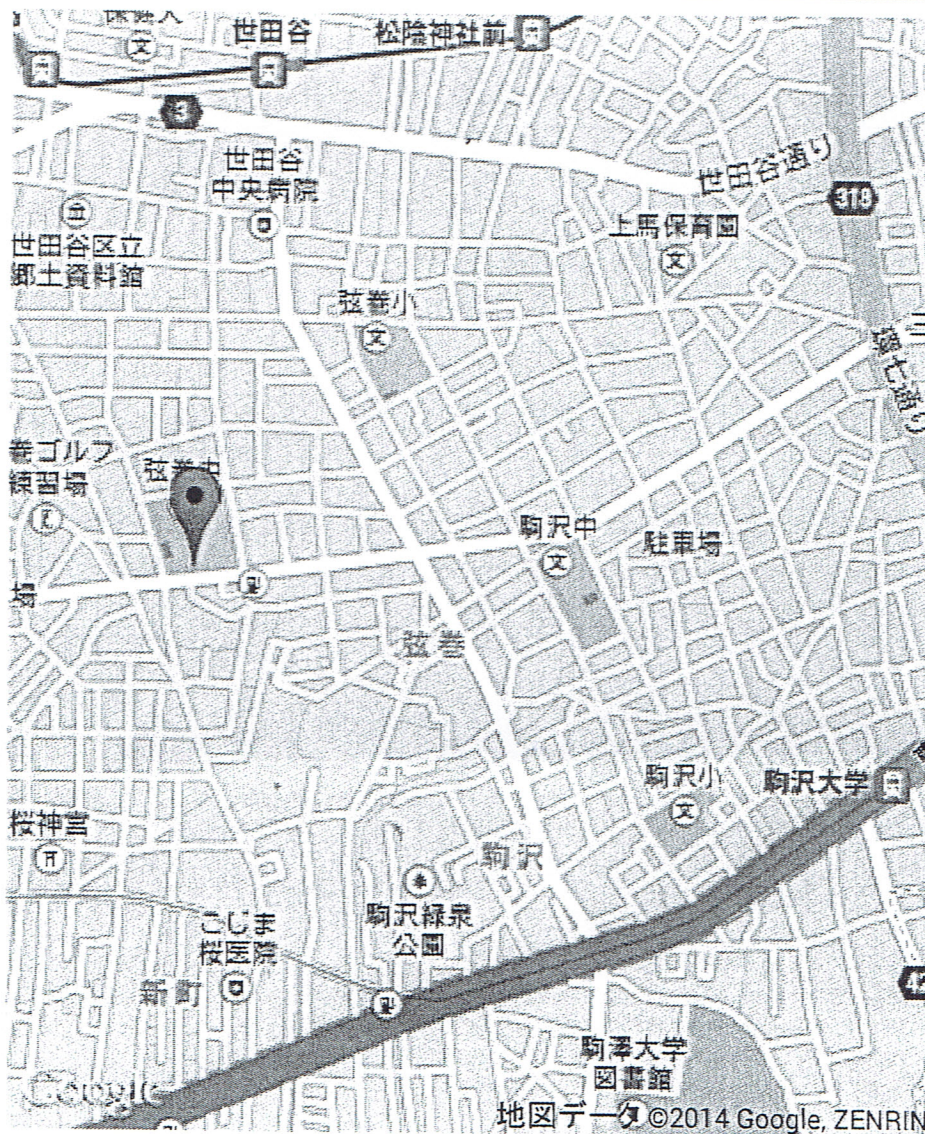 世田谷
松陰神社前
3
世田谷
中央病院
世田谷通り
318
世田谷区立
郷土資料館
上馬保育園
弦巻小
環七通り
巻ゴルフ
練習場
弦巻中
駒沢中
駐車場
場
弦巻
駒沢小
駒沢大学
桜神宮
駒沢
駒沢緑泉
公園
こじま
桜医院
新町
駒澤大学
図書館
Google
地図データ ©2014 Google, ZENRIN